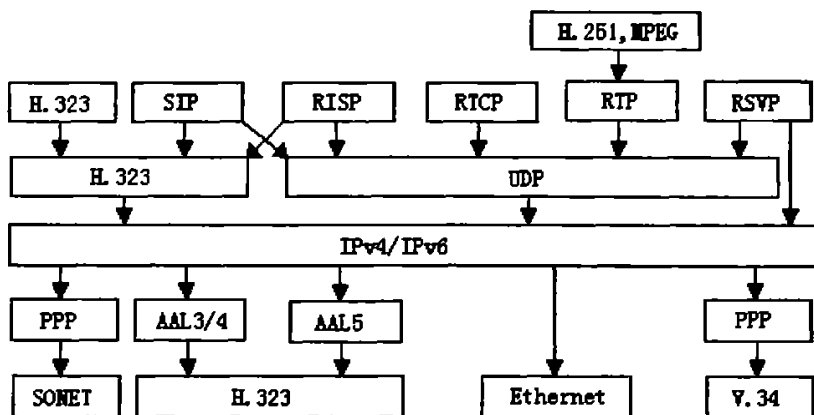 H.261,MPEG
H.323 SIP RISP RTCP RTP RSVP
H.323 UDP
IPv4/IPv6
PPP AAL3/4 AAL5 PPP
SONET H.323 Ethernet V.34